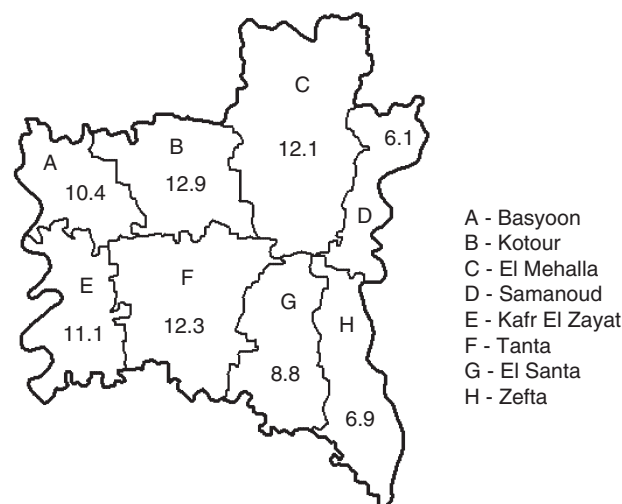 C
12.1
6.1
A
10.4
B
12.9
D
E
11.1
F
12.3
G
8.8
H
6.9
A - Basyoon
B - Kotour
C - El Mehalla
D - Samanoud
E - Kafr El Zayat
F - Tanta
G - El Santa
H - Zefta